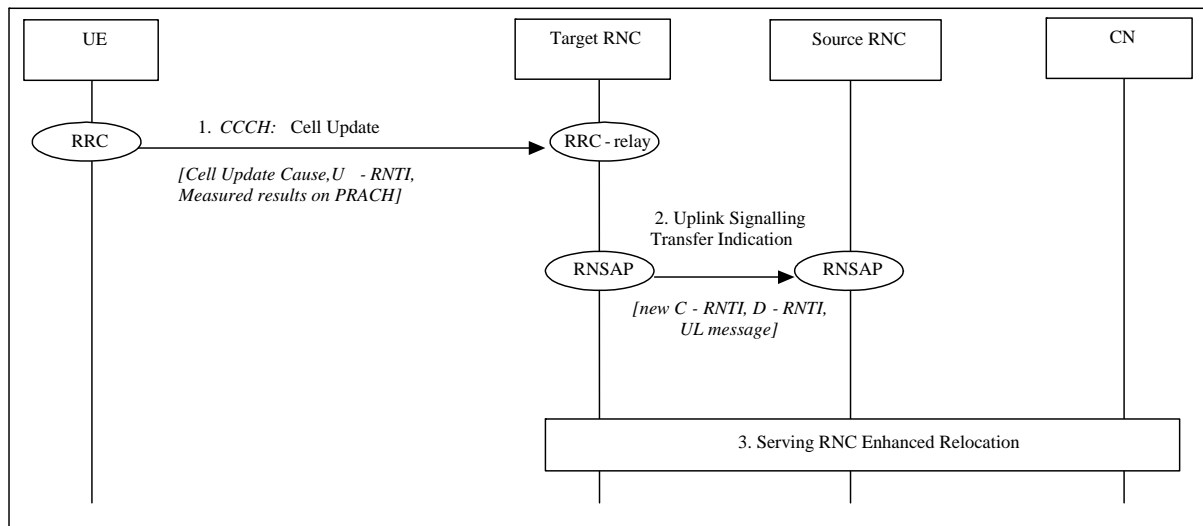 UE
Target RNC
Source RNC
CN
RRC
1. CCCH: Cell Update
RRC - relay
[Cell Update Cause,U - RNTI,
Measured results on PRACH]
2. Uplink Signalling
Transfer Indication
RNSAP
RNSAP
[new C - RNTI, D - RNTI,
UL message]
3. Serving RNC Enhanced Relocation